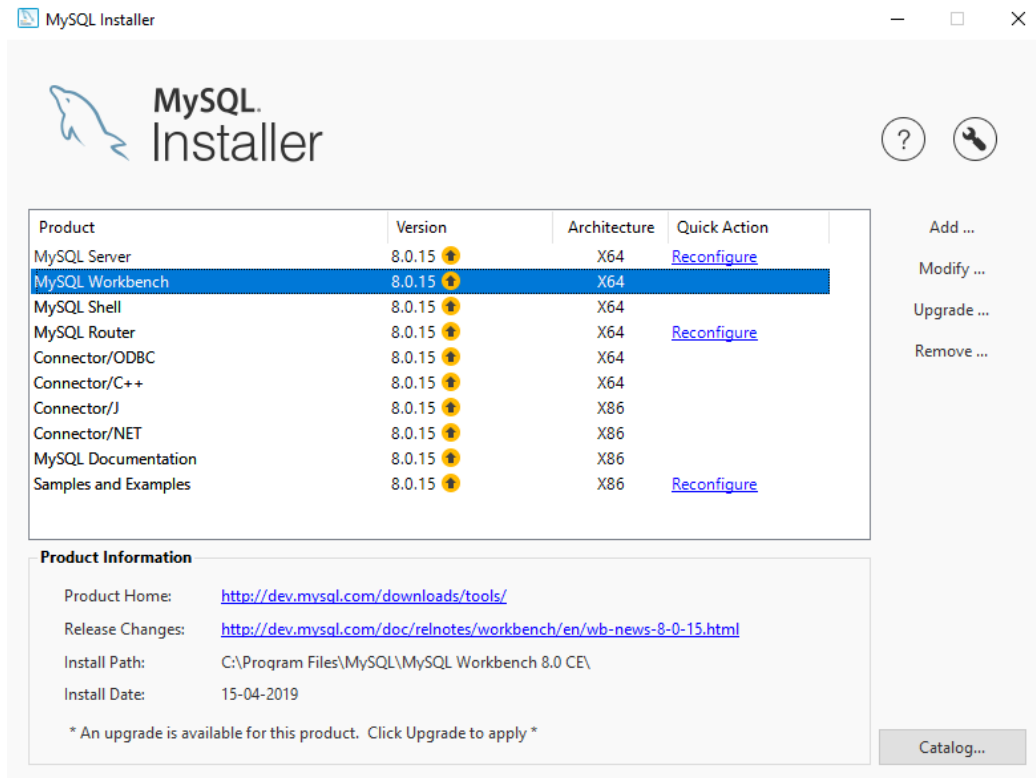 MySQL Installer
MySQL.
Installer
?
Product Version Architecture Quick Action
MySQL Server 8.0.15 X64 Reconfigure
MySQL Workbench 8.0.15 X64
MySQL Shell 8.0.15 X64
MySQL Router 8.0.15 X64 Reconfigure
Connector/ODBC 8.0.15 X64
Connector/C++ 8.0.15 X64
Connector/J 8.0.15 X86
Connector/NET 8.0.15 X86
MySQL Documentation 8.0.15 X86
Samples and Examples 8.0.15 X86 Reconfigure
Add ...
Modify ...
Upgrade ...
Remove ...
Product Information
Product Home: http://dev.mysql.com/downloads/tools/
Release Changes: http://dev.mysql.com/doc/relnotes/workbench/en/wb-news-8-0-15.html
Install Path: C:\Program Files\MySQL\MySQL Workbench 8.0 CE\
Install Date: 15-04-2019
* An upgrade is available for this product. Click Upgrade to apply *
Catalog...